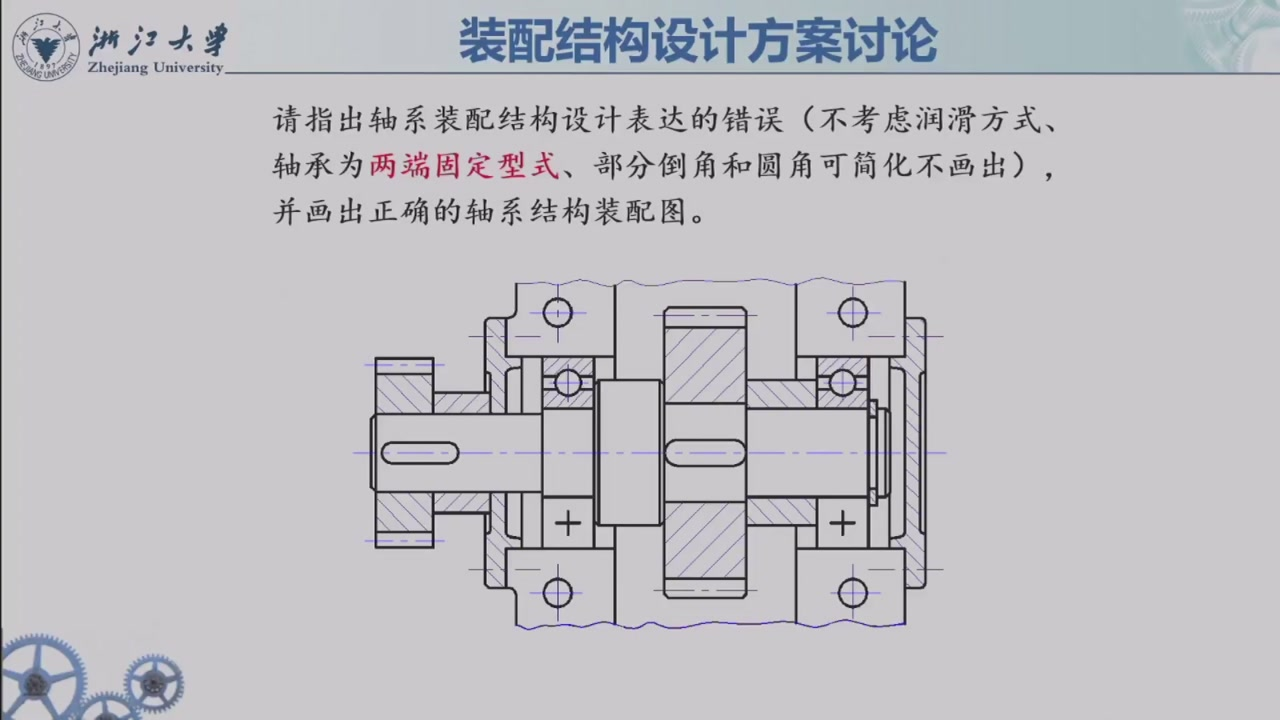 浙江大学
Zhejiang University
装配结构设计方案讨论
请指出轴系装配结构设计表达的错误（不考虑润滑方式、
轴承为两端固定型式、部分倒角和圆角可简化不画出），
并画出正确的轴系结构装配图。